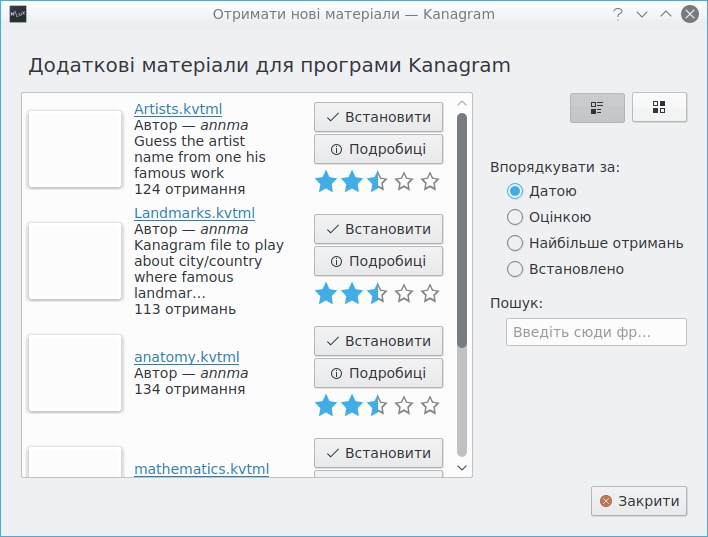 Отримати нові матеріали — Kanagram
Додаткові матеріали для програми Kanagram
Artists.kvtml
Автор — annma
Guess the artist
name from one his
famous work
124 отримання
Встановити
Подробиці
Landmarks.kvtml
Автор — annma
Kanagram file to play
about city/country
where famous
landmar…
113 отримань
Встановити
Подробиці
anatomy.kvtml
Автор — annma
134 отримання
Встановити
Подробиці
mathematics.kvtml
Встановити
Впорядкувати за:
Датою
Оцінкою
Найбільше отримань
Встановлено
Пошук:
Введіть сюди фр...
Закрити